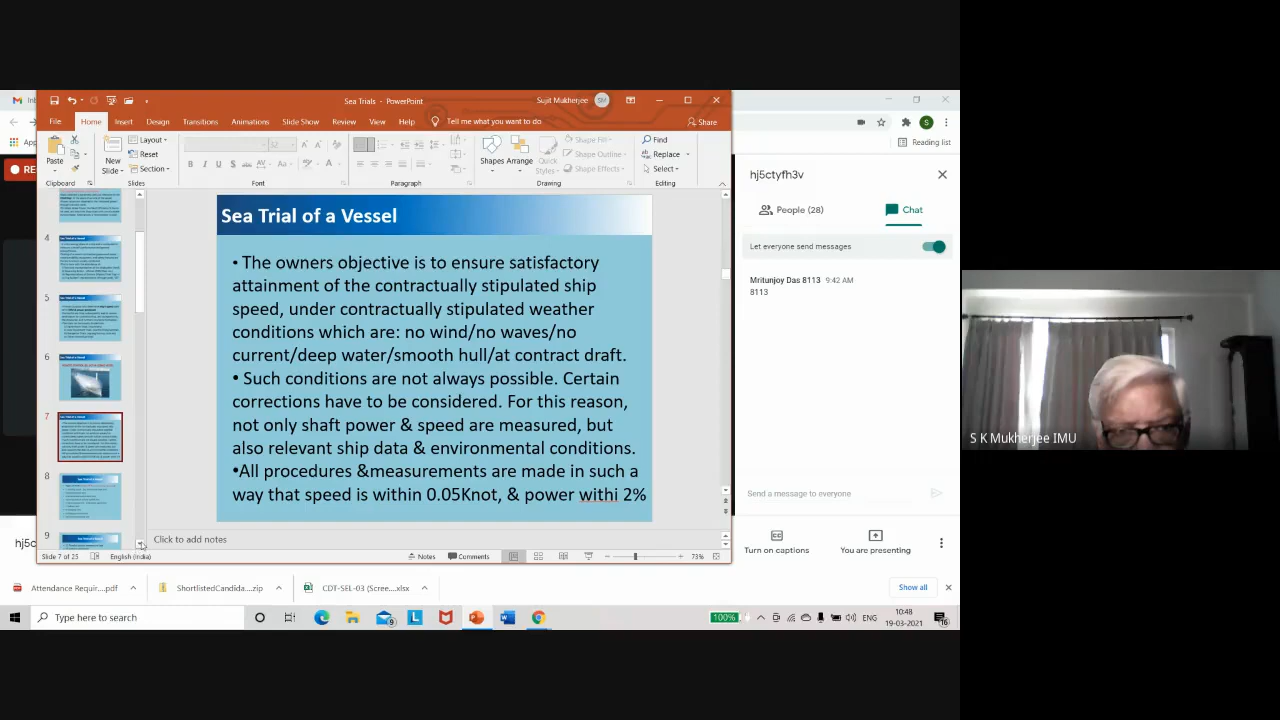 Sea Trials - PowerPoint
Sujit Mukherjee
SM
File Home Insert Design Transitions Animations Slide Show Review View Help Tell me what you want to do Share
Paste
New
Slide
Layout
Reset
Section
Shapes
Arrange
Quick
Styles
Shape Fill
Shape Outline
Shape Effects
Find
Replace
Select
Clipboard Slides Font Paragraph Drawing Editing
4
5
6
7
8
9
Sea Trial of a Vessel
• The owners objective is to ensure satisfactory
attainment of the contractually stipulated ship
speed, under contractually stipulated weather
conditions which are: no wind/no waves/no
current/deep water/smooth hull/at contract draft.
• Such conditions are not always possible. Certain
corrections have to be considered. For this reason,
not only shaft power & speed are measured, but
also relevant ship data & environmental conditions.
•All procedures &measurements are made in such a
way that speed is within 0.05Knot & power withi 2%
Click to add notes
Slide 7 of 25 English (India) Notes Comments 73%
Reading list
hj5ctyfh3v
People (28)
Chat
Let everyone send messages
Mritunjoy Das 8113 9:42 AM
8113
Send a message to everyone
Turn on captions
You are presenting
Attendance Requir....pdf
ShortlistedCandida....zip
CDT-SEL-03 (Scree....xlsx
Show all
Type here to search
100%
ENG
10:48
19-03-2021
S K Mukherjee IMU